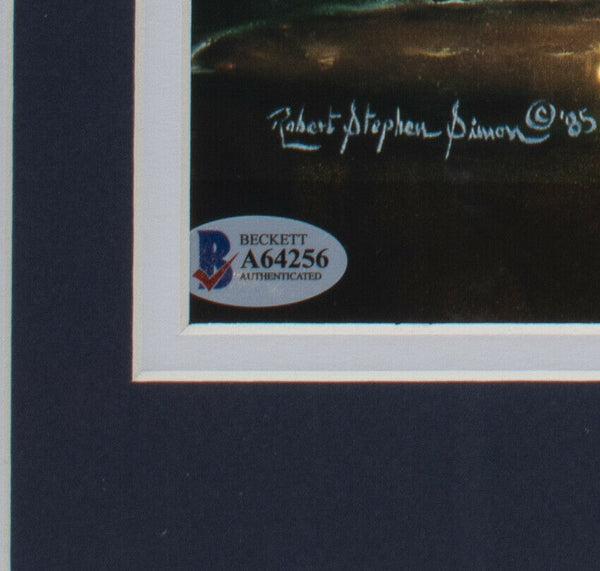 Robert Stephen Simon © '85
BECKETT
A64256
AUTHENTICATED